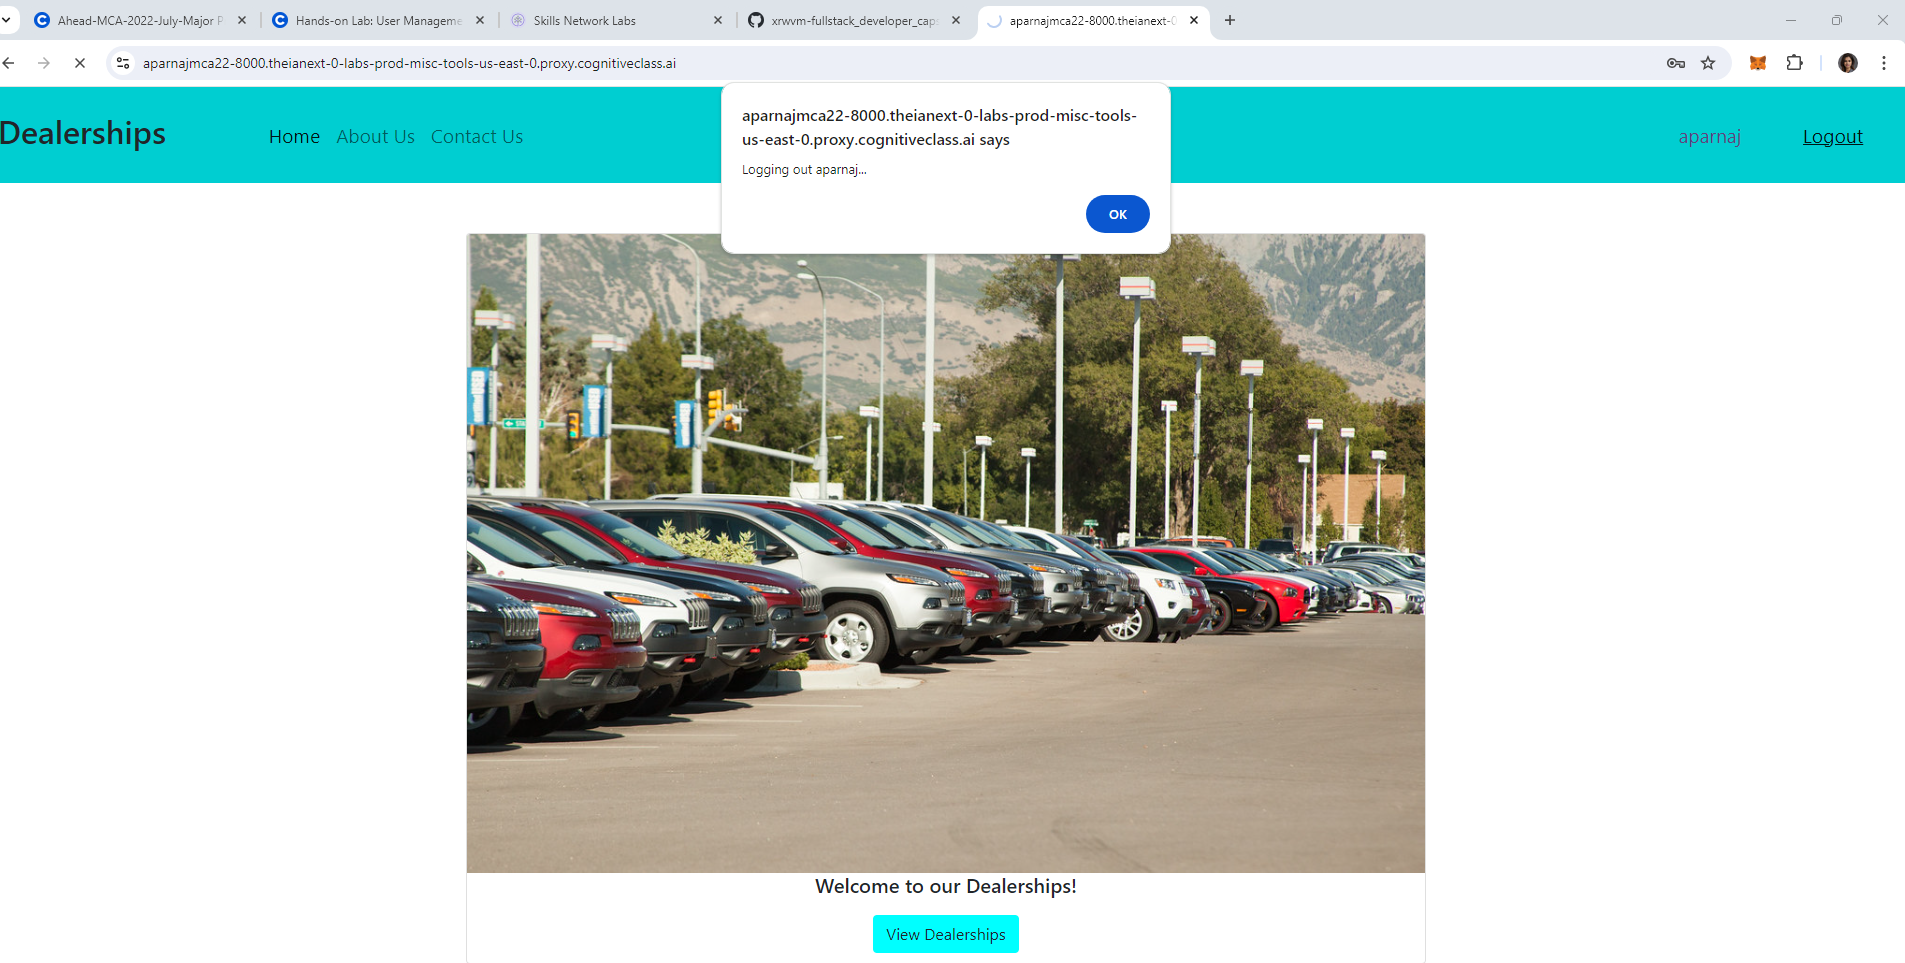 Ahead-MCA-2022-July-Major P
Hands-on Lab: User Manageme
Skills Network Labs
xrwvm-fullstack_developer_cap
aparnajmca22-8000.theianext-0
aparnajmca22-8000.theianext-0-labs-prod-misc-tools-us-east-0.proxy.cognitiveclass.ai
Dealerships
Home
About Us
Contact Us
aparnajmca22-8000.theianext-0-labs-prod-misc-tools-
us-east-0.proxy.cognitiveclass.ai says
Logging out aparnaj...
OK
aparnaj
Logout
Welcome to our Dealerships!
View Dealerships